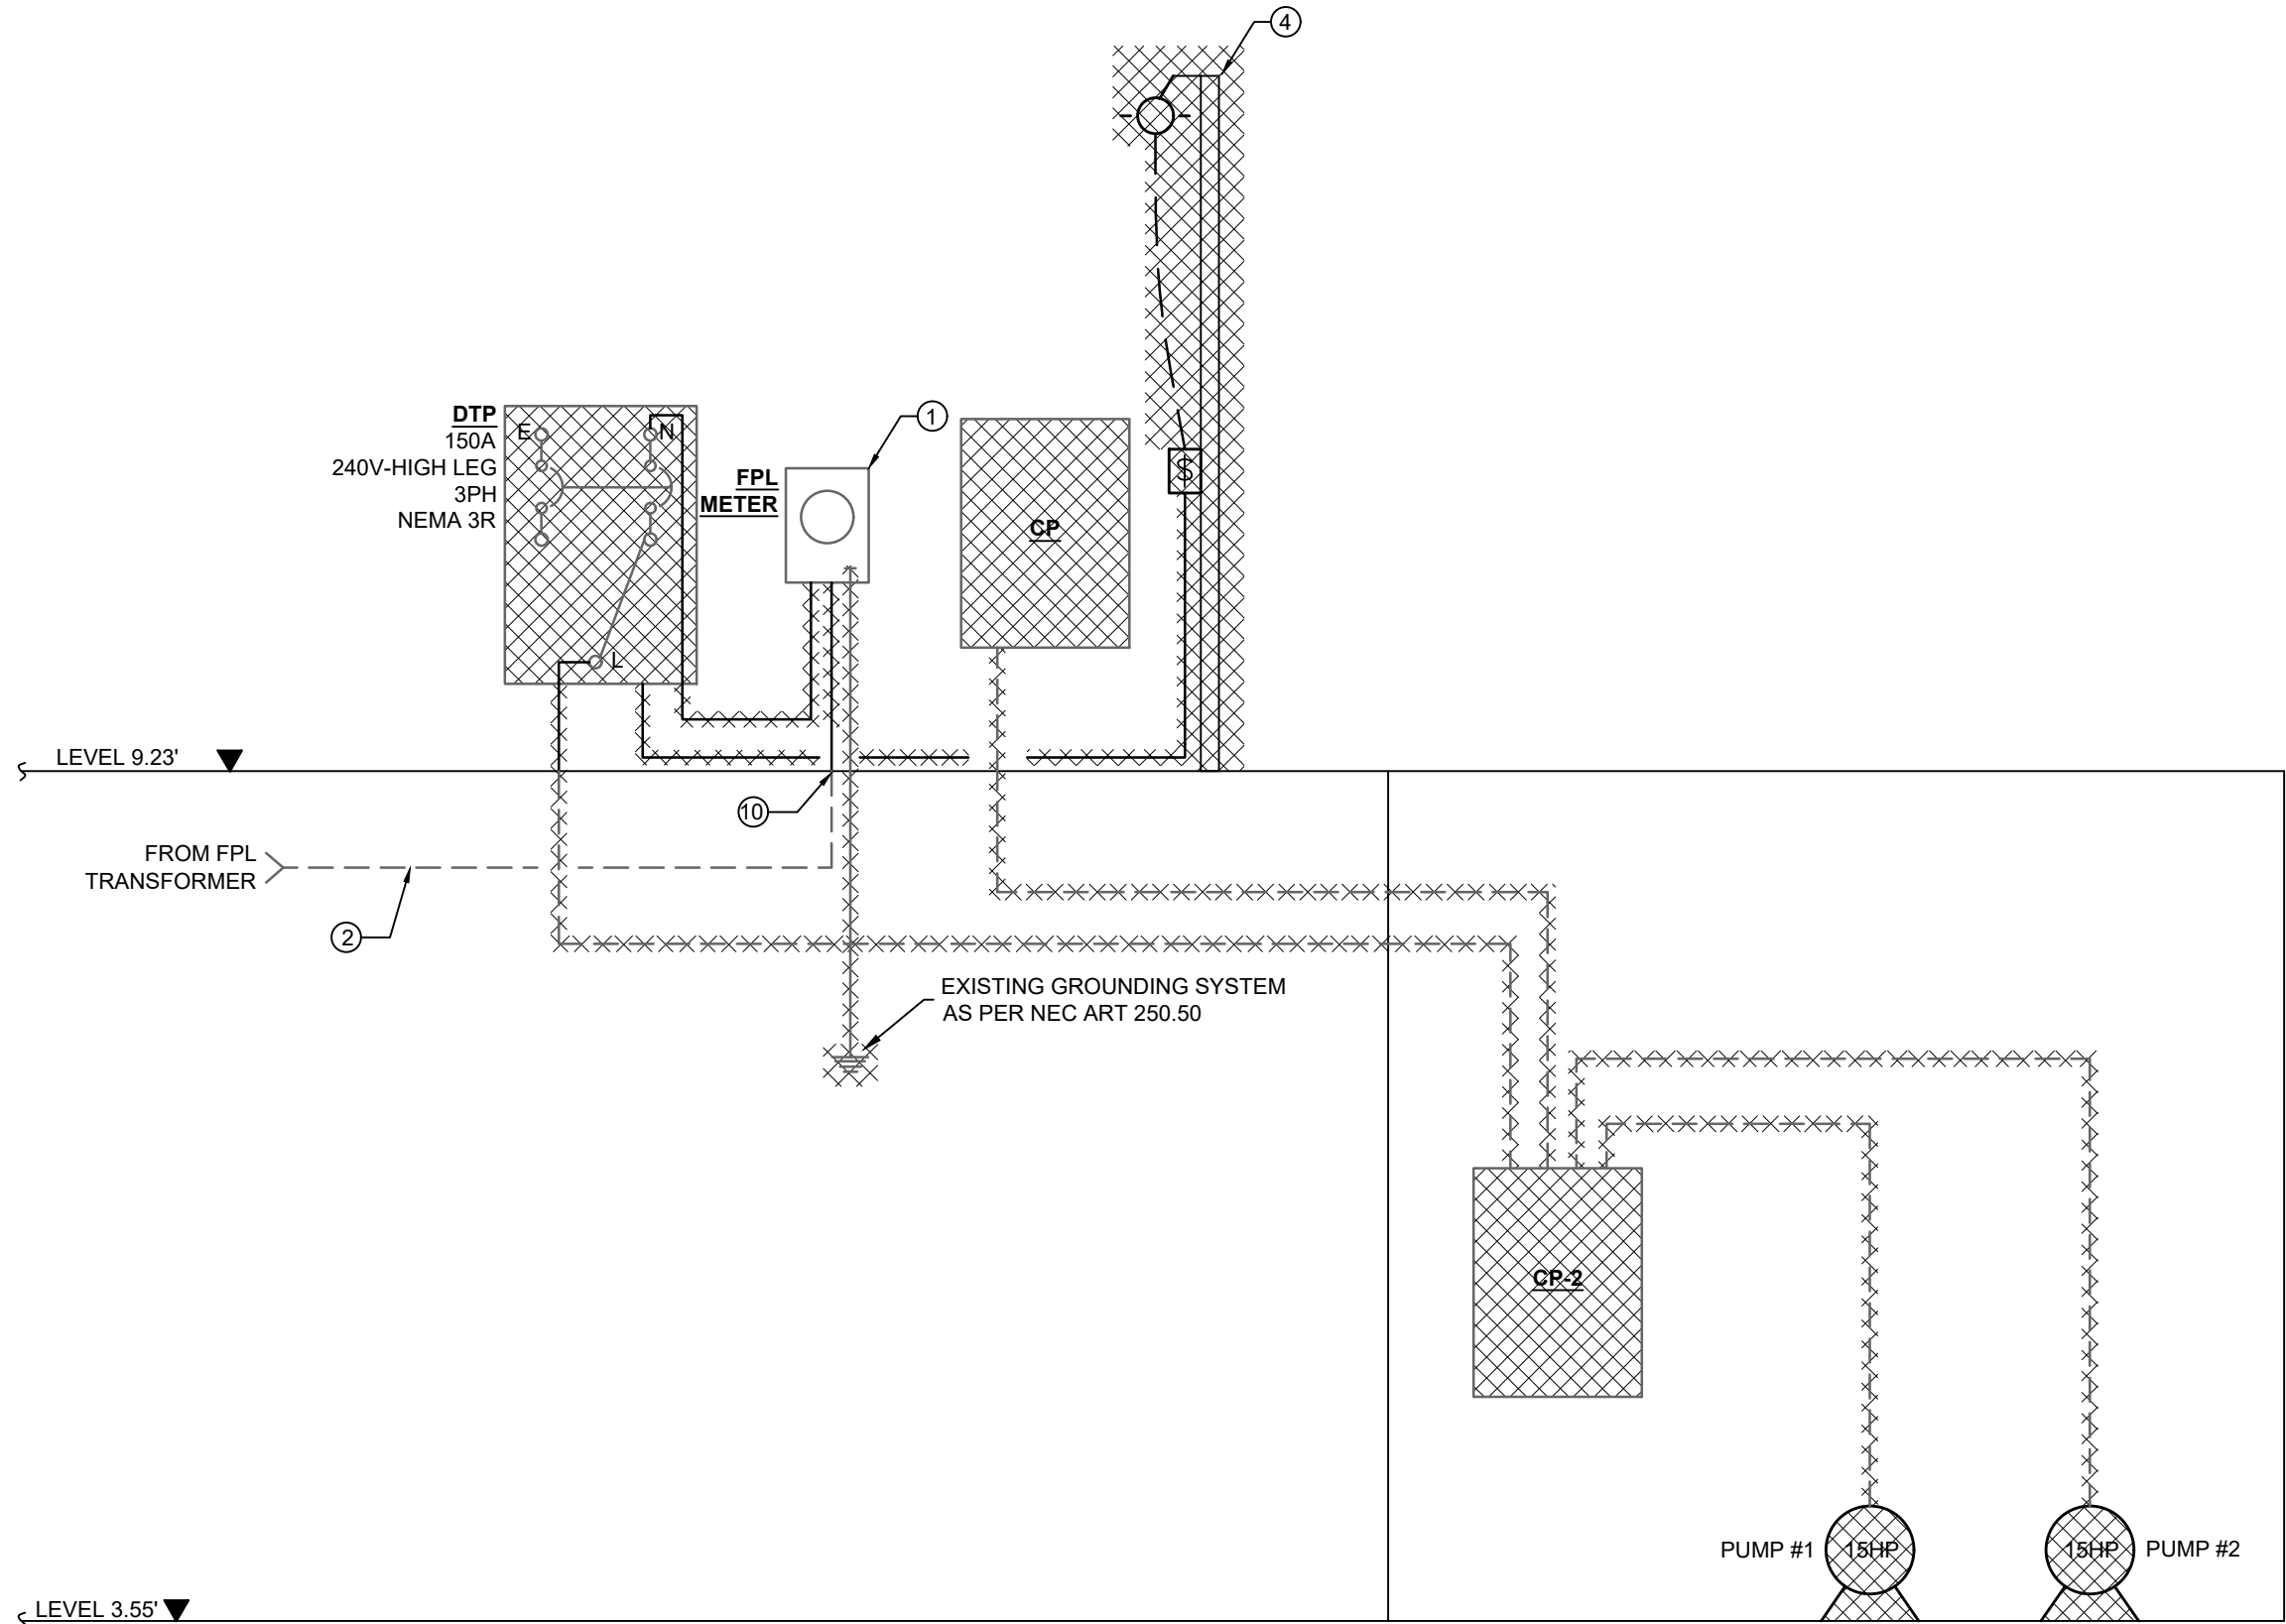 4
DTP
150A
240V-HIGH LEG
3PH
NEMA 3R
E
N
L
FPL
METER
1
CP
S
LEVEL 9.23'
10
FROM FPL
TRANSFORMER
2
EXISTING GROUNDING SYSTEM
AS PER NEC ART 250.50
CP-2
PUMP #1
15HP
15HP
PUMP #2
LEVEL 3.55'